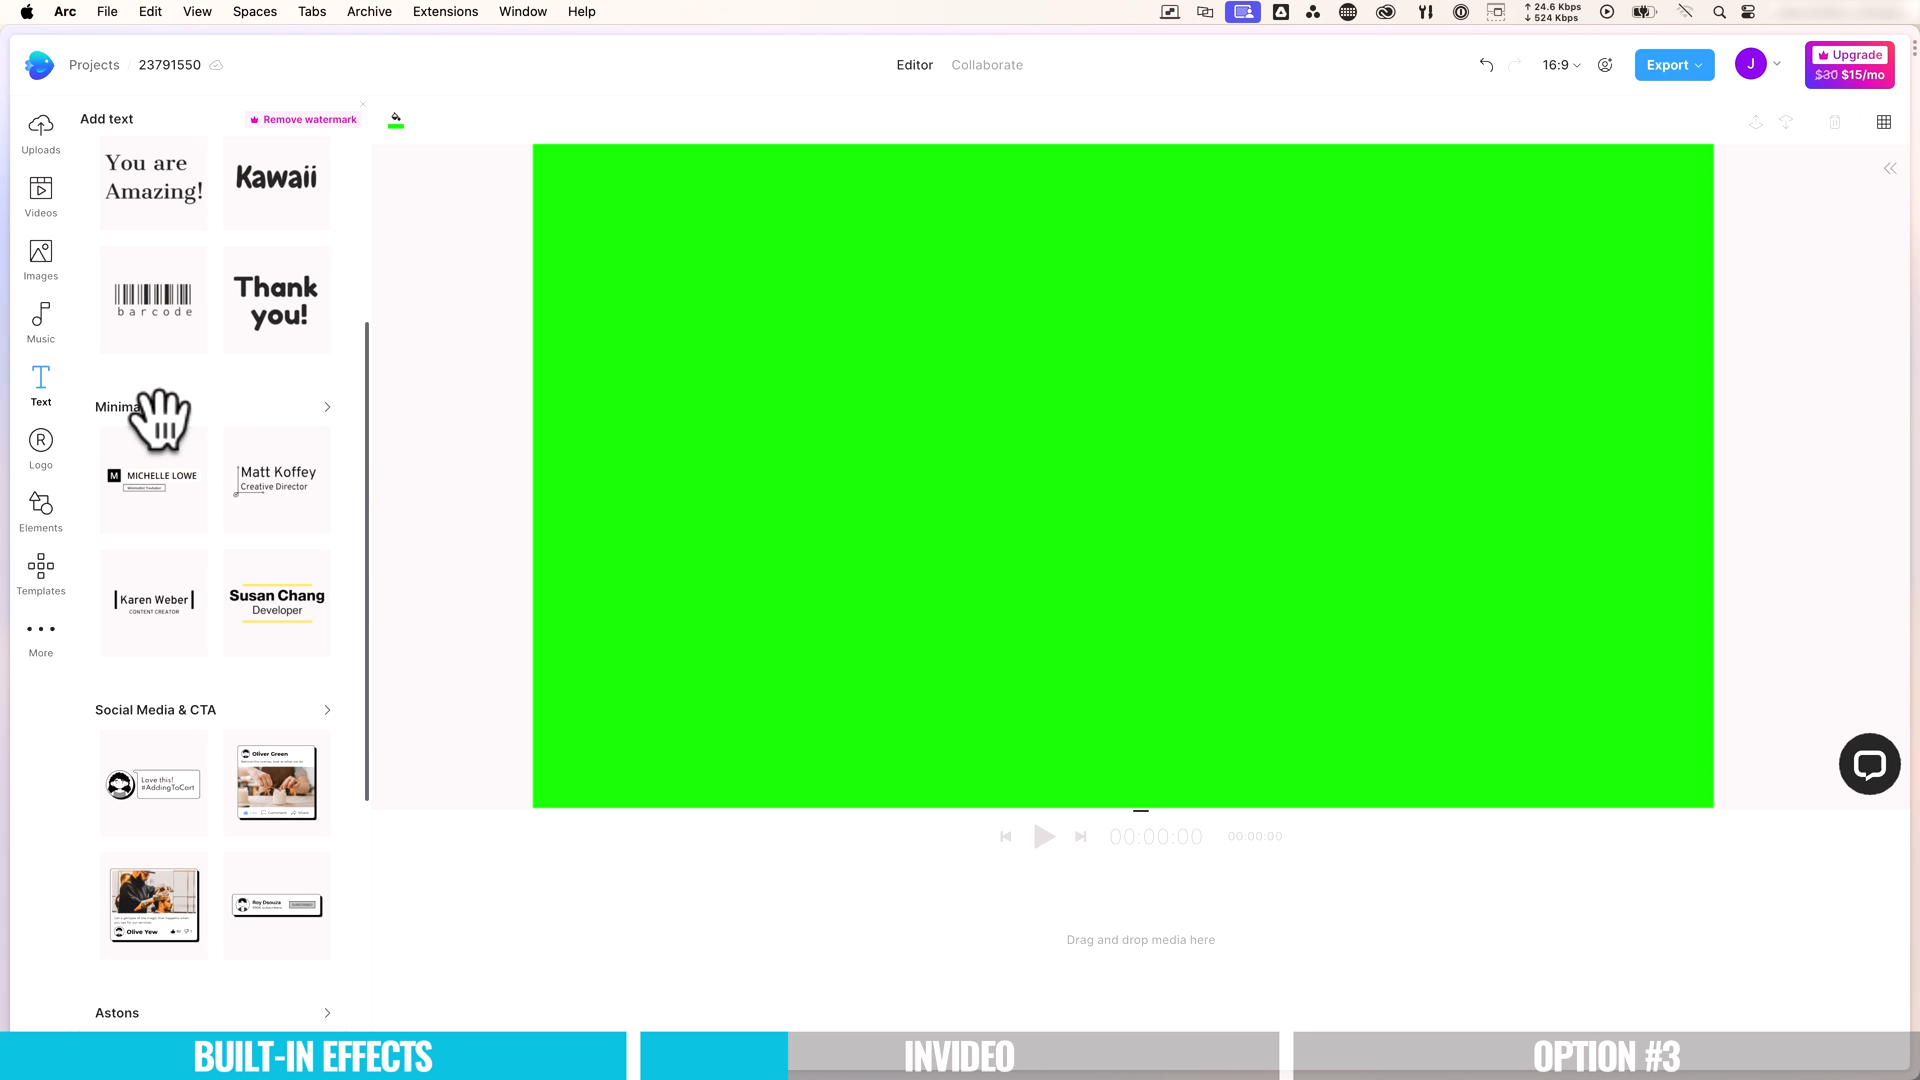 Arc File Edit View Spaces Tabs Archive Extensions Window Help
↑ 24.6 Kbps
↓ 524 Kbps
Projects / 23791550
Editor Collaborate
16:9
Export
J
Upgrade
$30 $15/mo
Add text
Remove watermark
Uploads
Videos
Images
Music
Text
Logo
Elements
Templates
More
You are
Amazing!
Kawaii
barcode
Thank
you!
M MICHELLE LOWE
Matt Koffey
Creative Director
Karen Weber
CONTENT CREATOR
Susan Chang
Developer
Social Media & CTA
Love this!
#AddingToCart
Oliver Green
Comment Share
Olive Yew
Roy Dsouza
Astons
00:00:00 00:00:00
Drag and drop media here
BUILT-IN EFFECTS
INVIDEO
OPTION #3